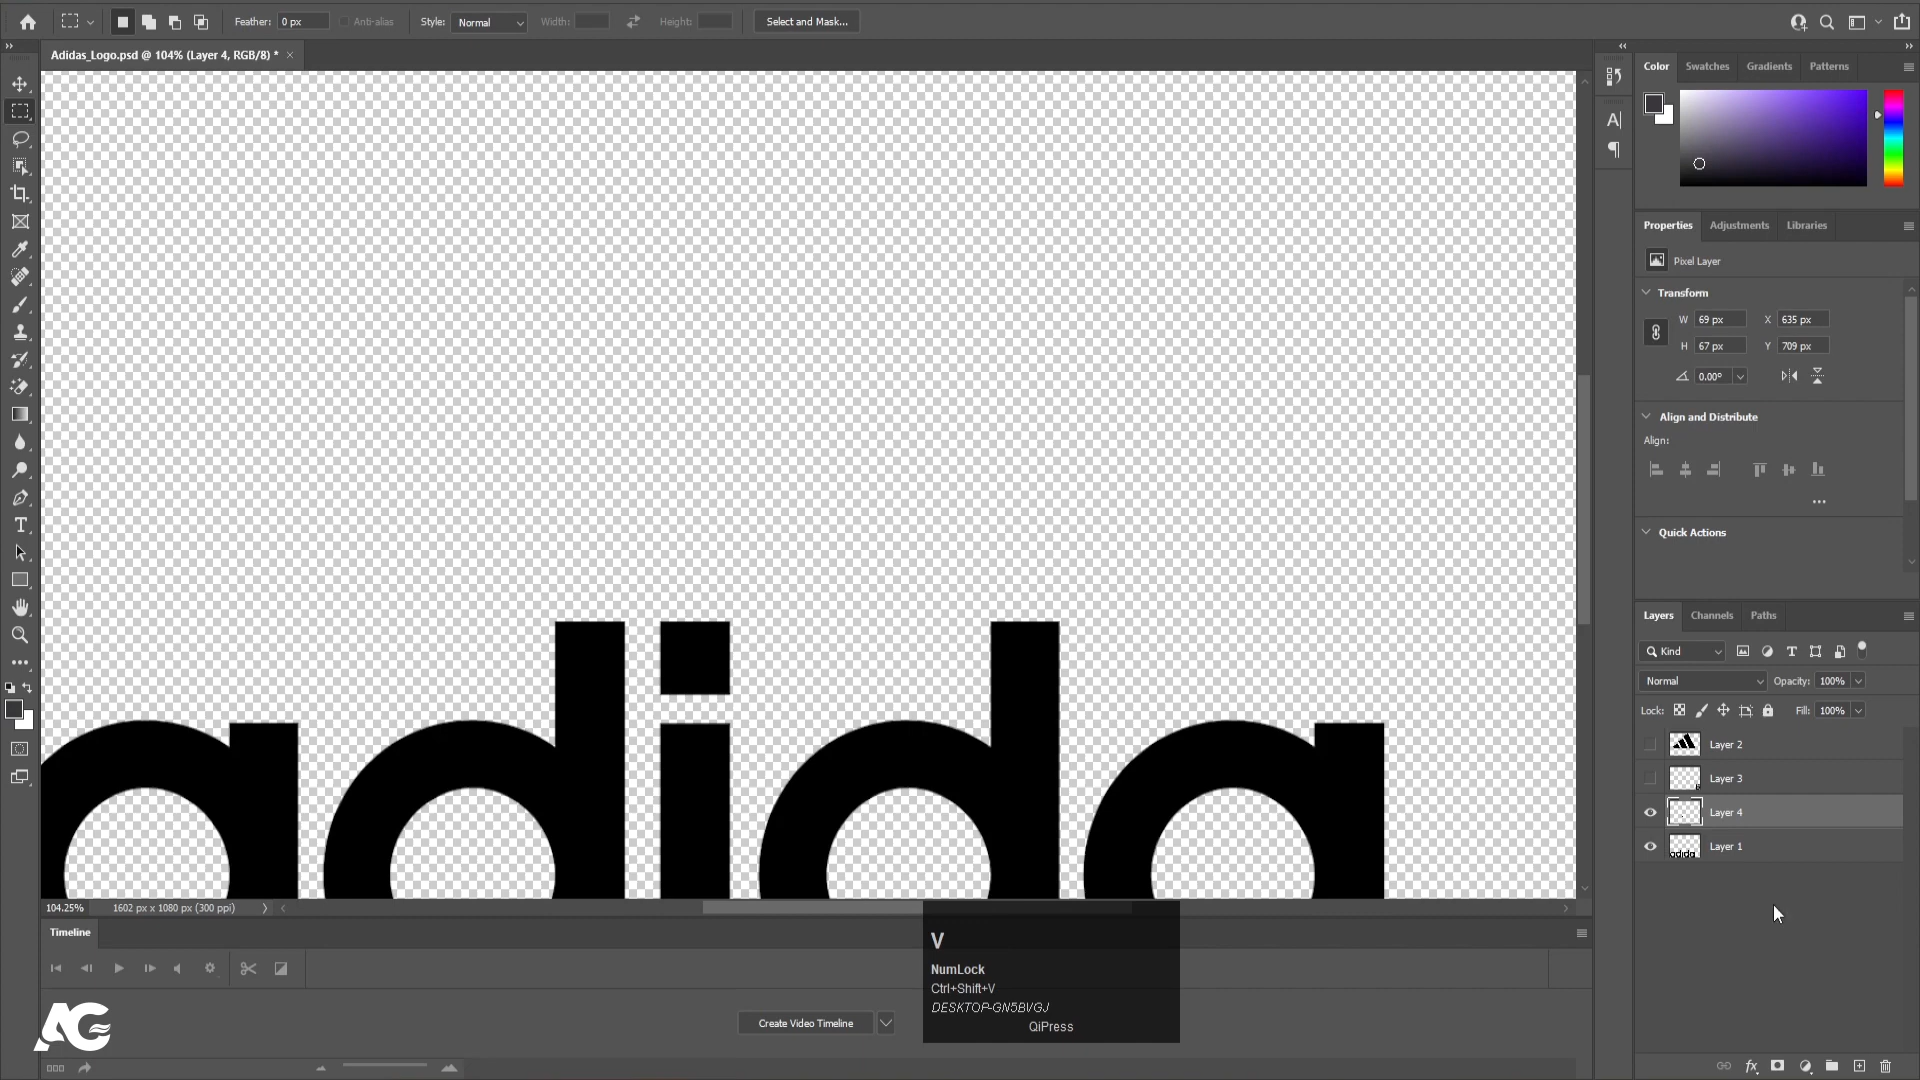 Feather: 0 px Anti-alias Style: Normal Width: Height: Select and Mask...
Adidas_Logo.psd @ 104% (Layer 4, RGB/8) *
adida
104.25% 1602 px x 1080 px (300 ppi)
Timeline
Create Video Timeline
AG
V
NumLock
Ctrl+Shift+V
DESKTOP-GN5BVGJ
QiPress
Color Swatches Gradients Patterns
Properties Adjustments Libraries
Pixel Layer
Transform
W 69 px X 635 px
H 67 px Y 709 px
0.00°
Align and Distribute
Align:
Quick Actions
Layers Channels Paths
Kind
Normal Opacity: 100%
Lock: Fill: 100%
Layer 2
Layer 3
Layer 4
Layer 1